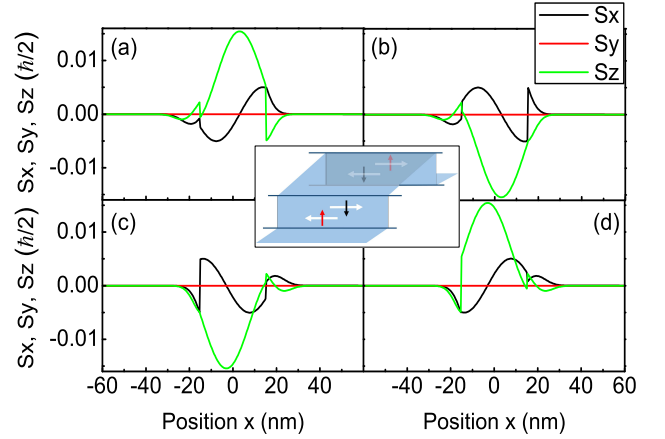 Sx
Sy
Sz
(a)
(b)
(c)
(d)
Sx, Sy, Sz (ħ/2)
0.01
0.00
-0.01
Sx, Sy, Sz (ħ/2)
0.01
0.00
-0.01
-60 -40 -20 0 20 40
-40 -20 0 20 40 60
Position x (nm)
Position x (nm)